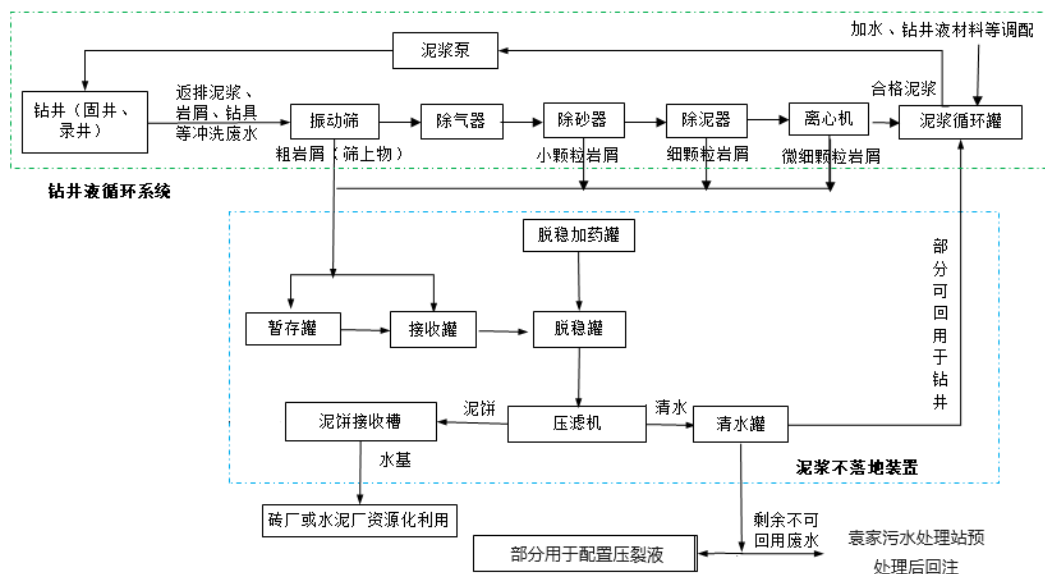 加水、钻井液材料等调配
泥浆泵
合格泥浆
钻井（固井、
录井）
返排泥浆、
岩屑、钻具
等冲洗废水
振动筛
除气器
除砂器
除泥器
离心机
泥浆循环罐
粗岩屑（筛上物）
小颗粒岩屑
细颗粒岩屑
微细颗粒岩屑
钻井液循环系统
脱稳加药罐
部分可回用于钻井
暂存罐
接收罐
脱稳罐
泥饼接收槽
泥饼
压滤机
清水
清水罐
水基
泥浆不落地装置
砖厂或水泥厂资源化利用
剩余不可
回用废水
部分用于配置压裂液
袁家污水处理站预
处理后回注